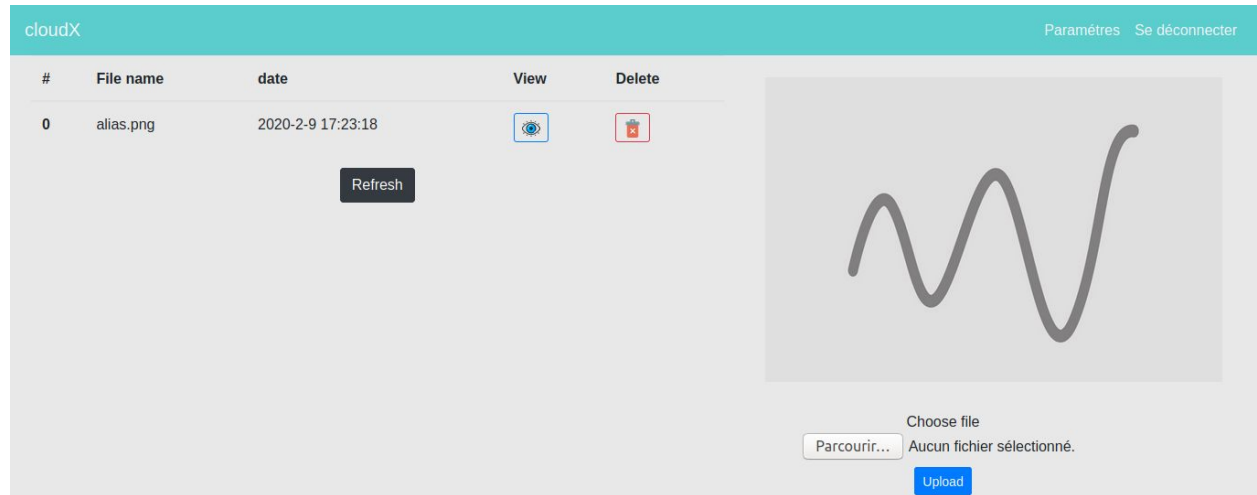 cloudX Paramétres Se déconnecter
# File name date View Delete
0 alias.png 2020-2-9 17:23:18
Refresh
Choose file
Parcourir... Aucun fichier sélectionné.
Upload